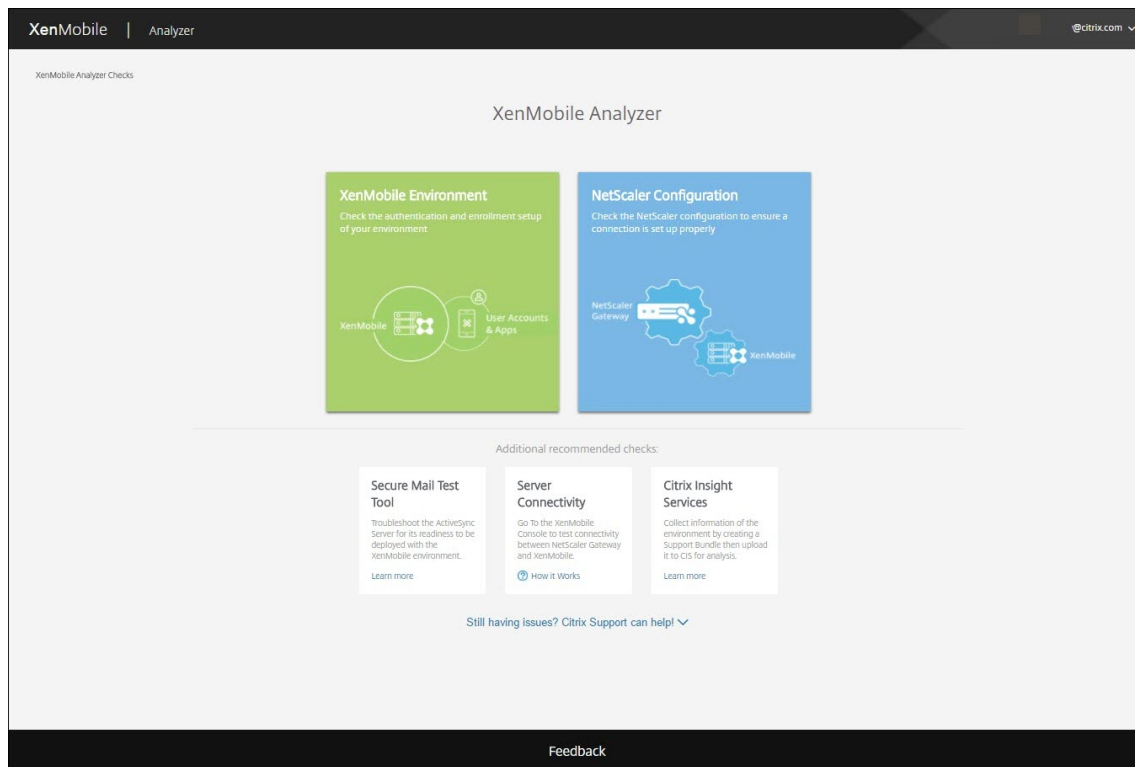 XenMobile | Analyzer
@citrix.com
XenMobile Analyzer Checks
XenMobile Analyzer
XenMobile Environment
Check the authentication and enrollment setup
of your environment
XenMobile
User Accounts
& Apps
NetScaler Configuration
Check the NetScaler configuration to ensure a
connection is set up properly
NetScaler
Gateway
XenMobile
Additional recommended checks:
Secure Mail Test
Tool
Troubleshoot the ActiveSync
Server for its readiness to be
deployed with the
XenMobile environment.
Learn more
Server
Connectivity
Go To the XenMobile
Console to test connectivity
between NetScaler Gateway
and XenMobile.
How it Works
Citrix Insight
Services
Collect information of the
environment by creating a
Support Bundle then upload
it to CIS for analysis.
Learn more
Still having issues? Citrix Support can help!
Feedback